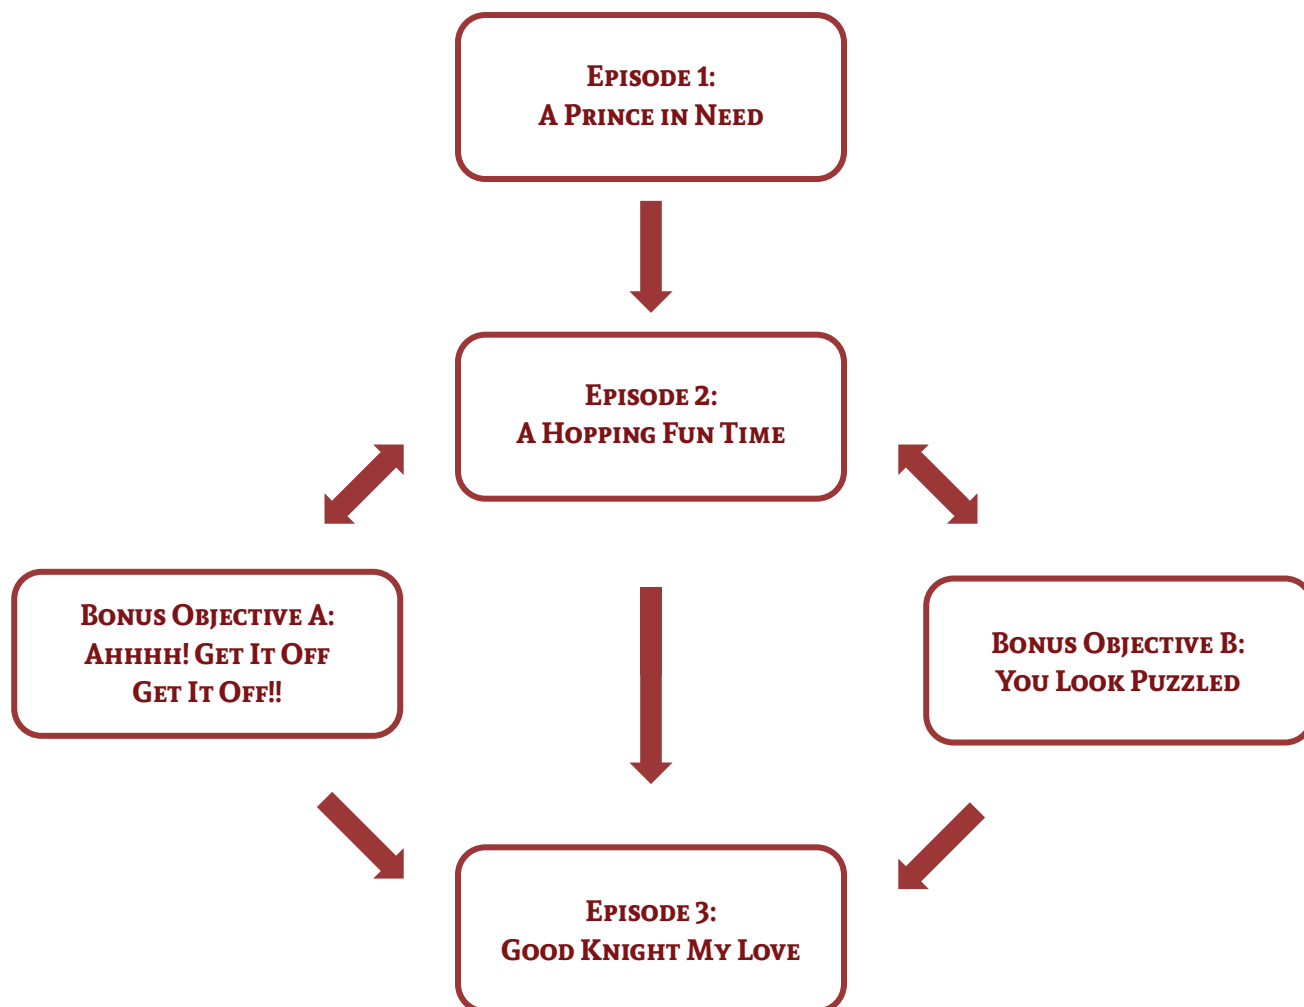 Episode 1:
A Prince in Need
Episode 2:
A Hopping Fun Time
Bonus Objective A:
Ahhhh! Get It Off
Get It Off!!
Bonus Objective B:
You Look Puzzled
Episode 3:
Good Knight My Love